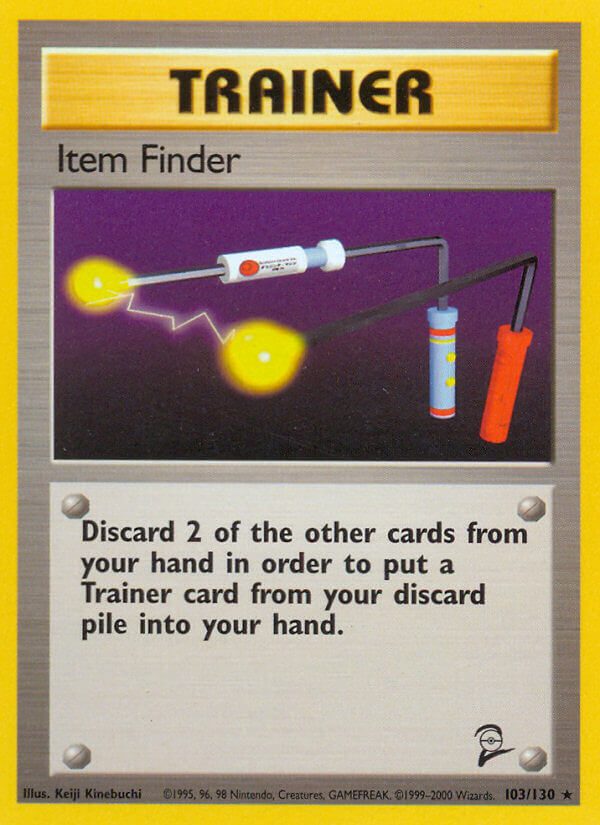 TRAINER
Item Finder
Discard 2 of the other cards from
your hand in order to put a
Trainer card from your discard
pile into your hand.
Illus. Keiji Kinebuchi ©1995, 96, 98 Nintendo, Creatures, GAMEFREAK. ©1999-2000 Wizards. 103/130 ★